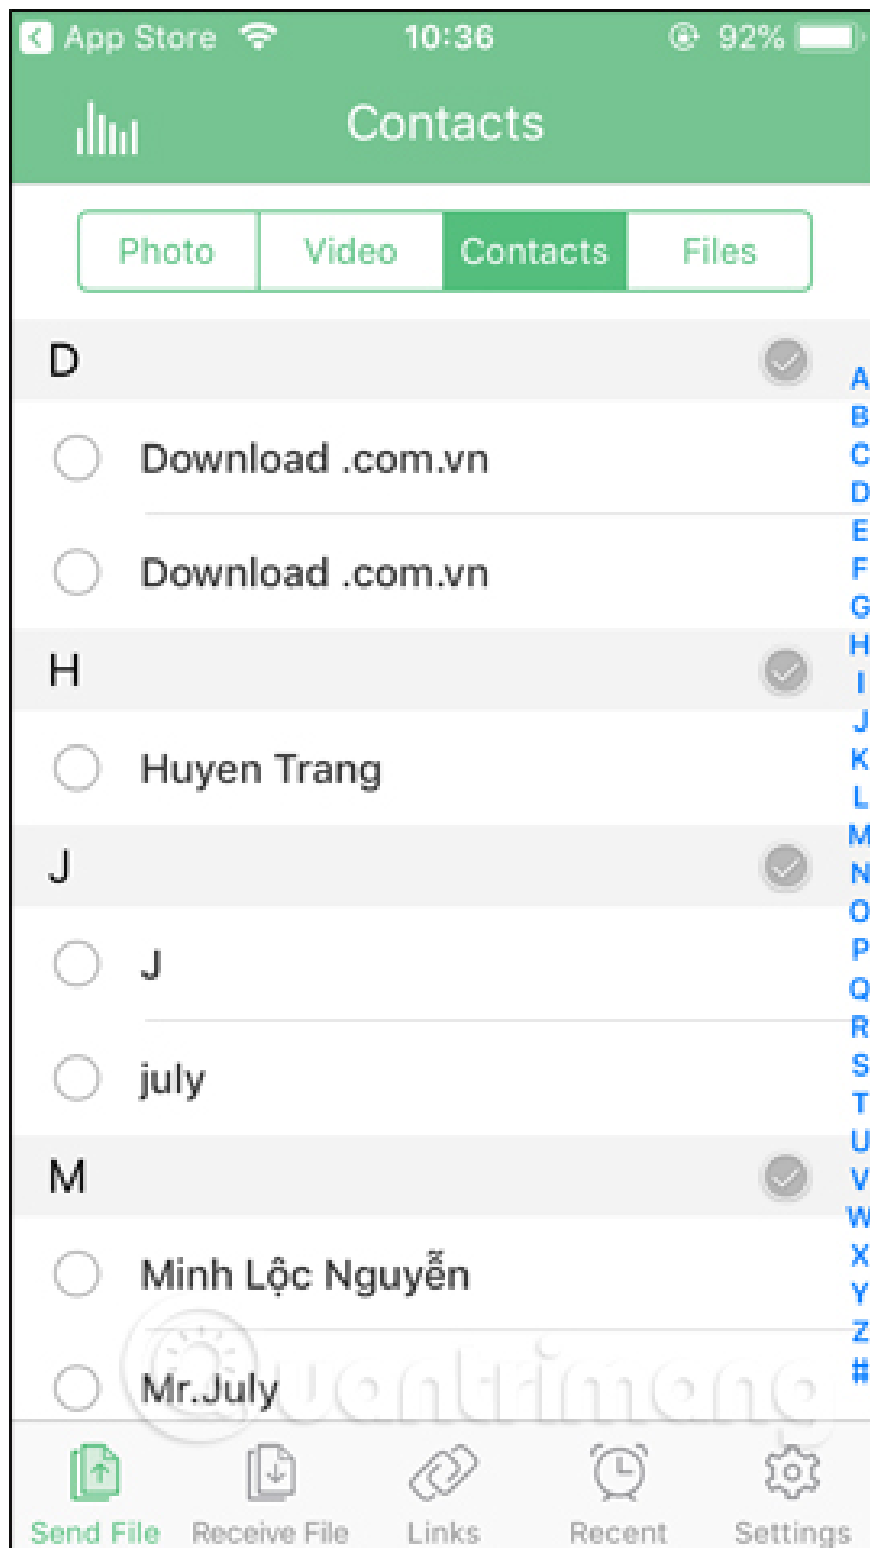 App Store 10:36 92%
Contacts
Photo Video Contacts Files
D
A
B
Download .com.vn
C
D
E
Download .com.vn
F
G
H
H
I
J
Huyen Trang
K
L
M
J
N
O
J
P
Q
R
july
S
T
U
M
V
W
Minh Lộc Nguyễn
X
Y
Z
Mr.July
#
Quantrimang
Send File Receive File Links Recent Settings